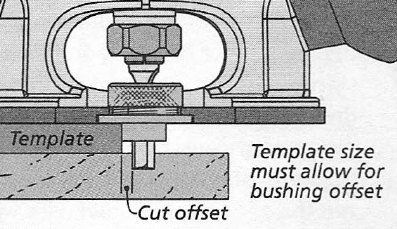 Template
Template size
must allow for
bushing offset
Cut offset